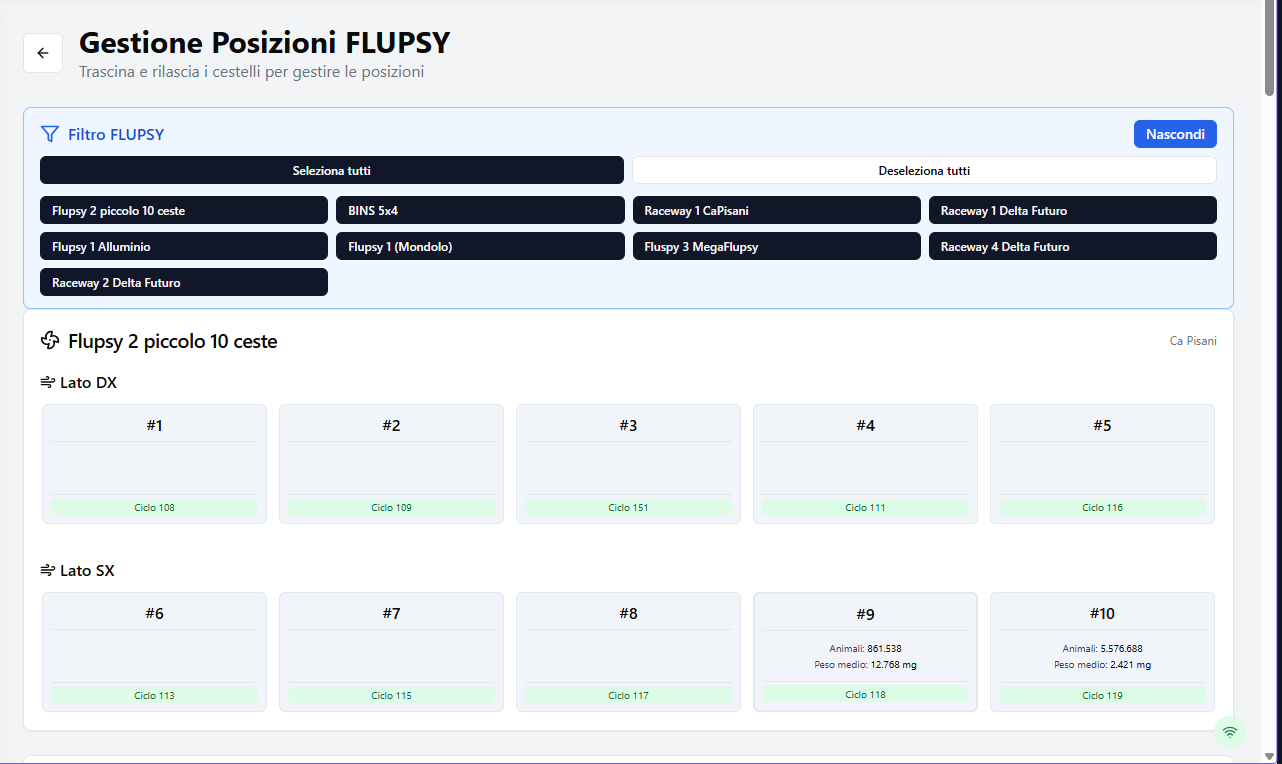 Gestione Posizioni FLUPSY
Trascina e rilascia i cestelli per gestire le posizioni
Filtro FLUPSY
Nascondi
Seleziona tutti
Deseleziona tutti
Flupsy 2 piccolo 10 ceste
BINS 5x4
Raceway 1 CaPisani
Raceway 1 Delta Futuro
Flupsy 1 Alluminio
Flupsy 1 (Mondolo)
Fluspy 3 MegaFlupsy
Raceway 4 Delta Futuro
Raceway 2 Delta Futuro
Flupsy 2 piccolo 10 ceste
Ca Pisani
Lato DX
#1
#2
#3
#4
#5
Ciclo 108
Ciclo 109
Ciclo 151
Ciclo 111
Ciclo 116
Lato SX
#6
#7
#8
#9
#10
Animali: 861.538
Animali: 5.576.688
Peso medio: 12.768 mg
Peso medio: 2.421 mg
Ciclo 113
Ciclo 115
Ciclo 117
Ciclo 118
Ciclo 119